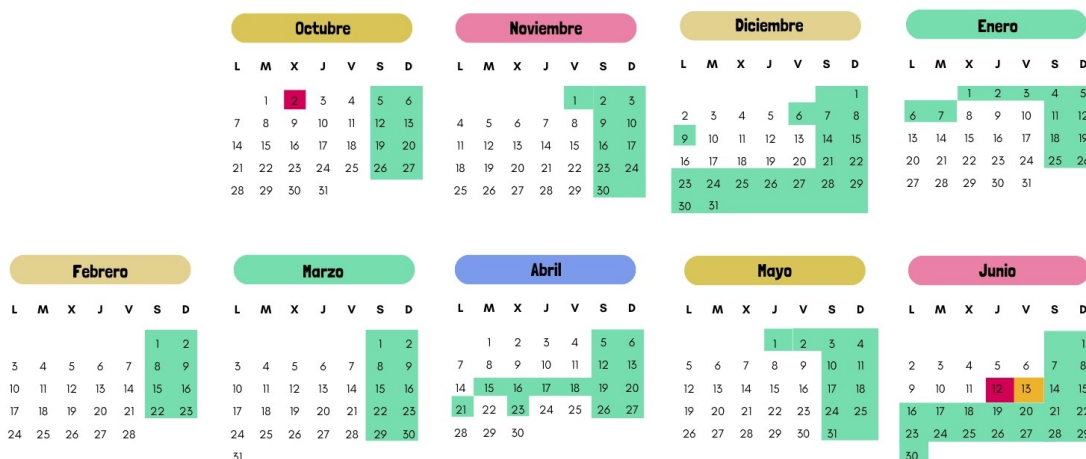 Octubre
L M X J V S D
1 2 3 4 5 6
7 8 9 10 11 12 13
14 15 16 17 18 19 20
21 22 23 24 25 26 27
28 29 30 31
Noviembre
L M X J V S D
1 2 3
4 5 6 7 8 9 10
11 12 13 14 15 16 17
18 19 20 21 22 23 24
25 26 27 28 29 30
Diciembre
L M X J V S D
1
2 3 4 5 6 7 8
9 10 11 12 13 14 15
16 17 18 19 20 21 22
23 24 25 26 27 28 29
30 31
Enero
L M X J V S D
1 2 3 4 5
6 7 8 9 10 11 12
13 14 15 16 17 18 19
20 21 22 23 24 25 26
27 28 29 30 31
Febrero
L M X J V S D
1 2
3 4 5 6 7 8 9
10 11 12 13 14 15 16
17 18 19 20 21 22 23
24 25 26 27 28
Marzo
L M X J V S D
1 2
3 4 5 6 7 8 9
10 11 12 13 14 15 16
17 18 19 20 21 22 23
24 25 26 27 28 29 30
31
Abril
L M X J V S D
1 2 3 4 5 6
7 8 9 10 11 12 13
14 15 16 17 18 19 20
21 22 23 24 25 26 27
28 29 30
Mayo
L M X J V S D
1 2 3 4
5 6 7 8 9 10 11
12 13 14 15 16 17 18
19 20 21 22 23 24 25
26 27 28 29 30 31
Junio
L M X J V S D
1
2 3 4 5 6 7 8
9 10 11 12 13 14 15
16 17 18 19 20 21 22
23 24 25 26 27 28 29
30